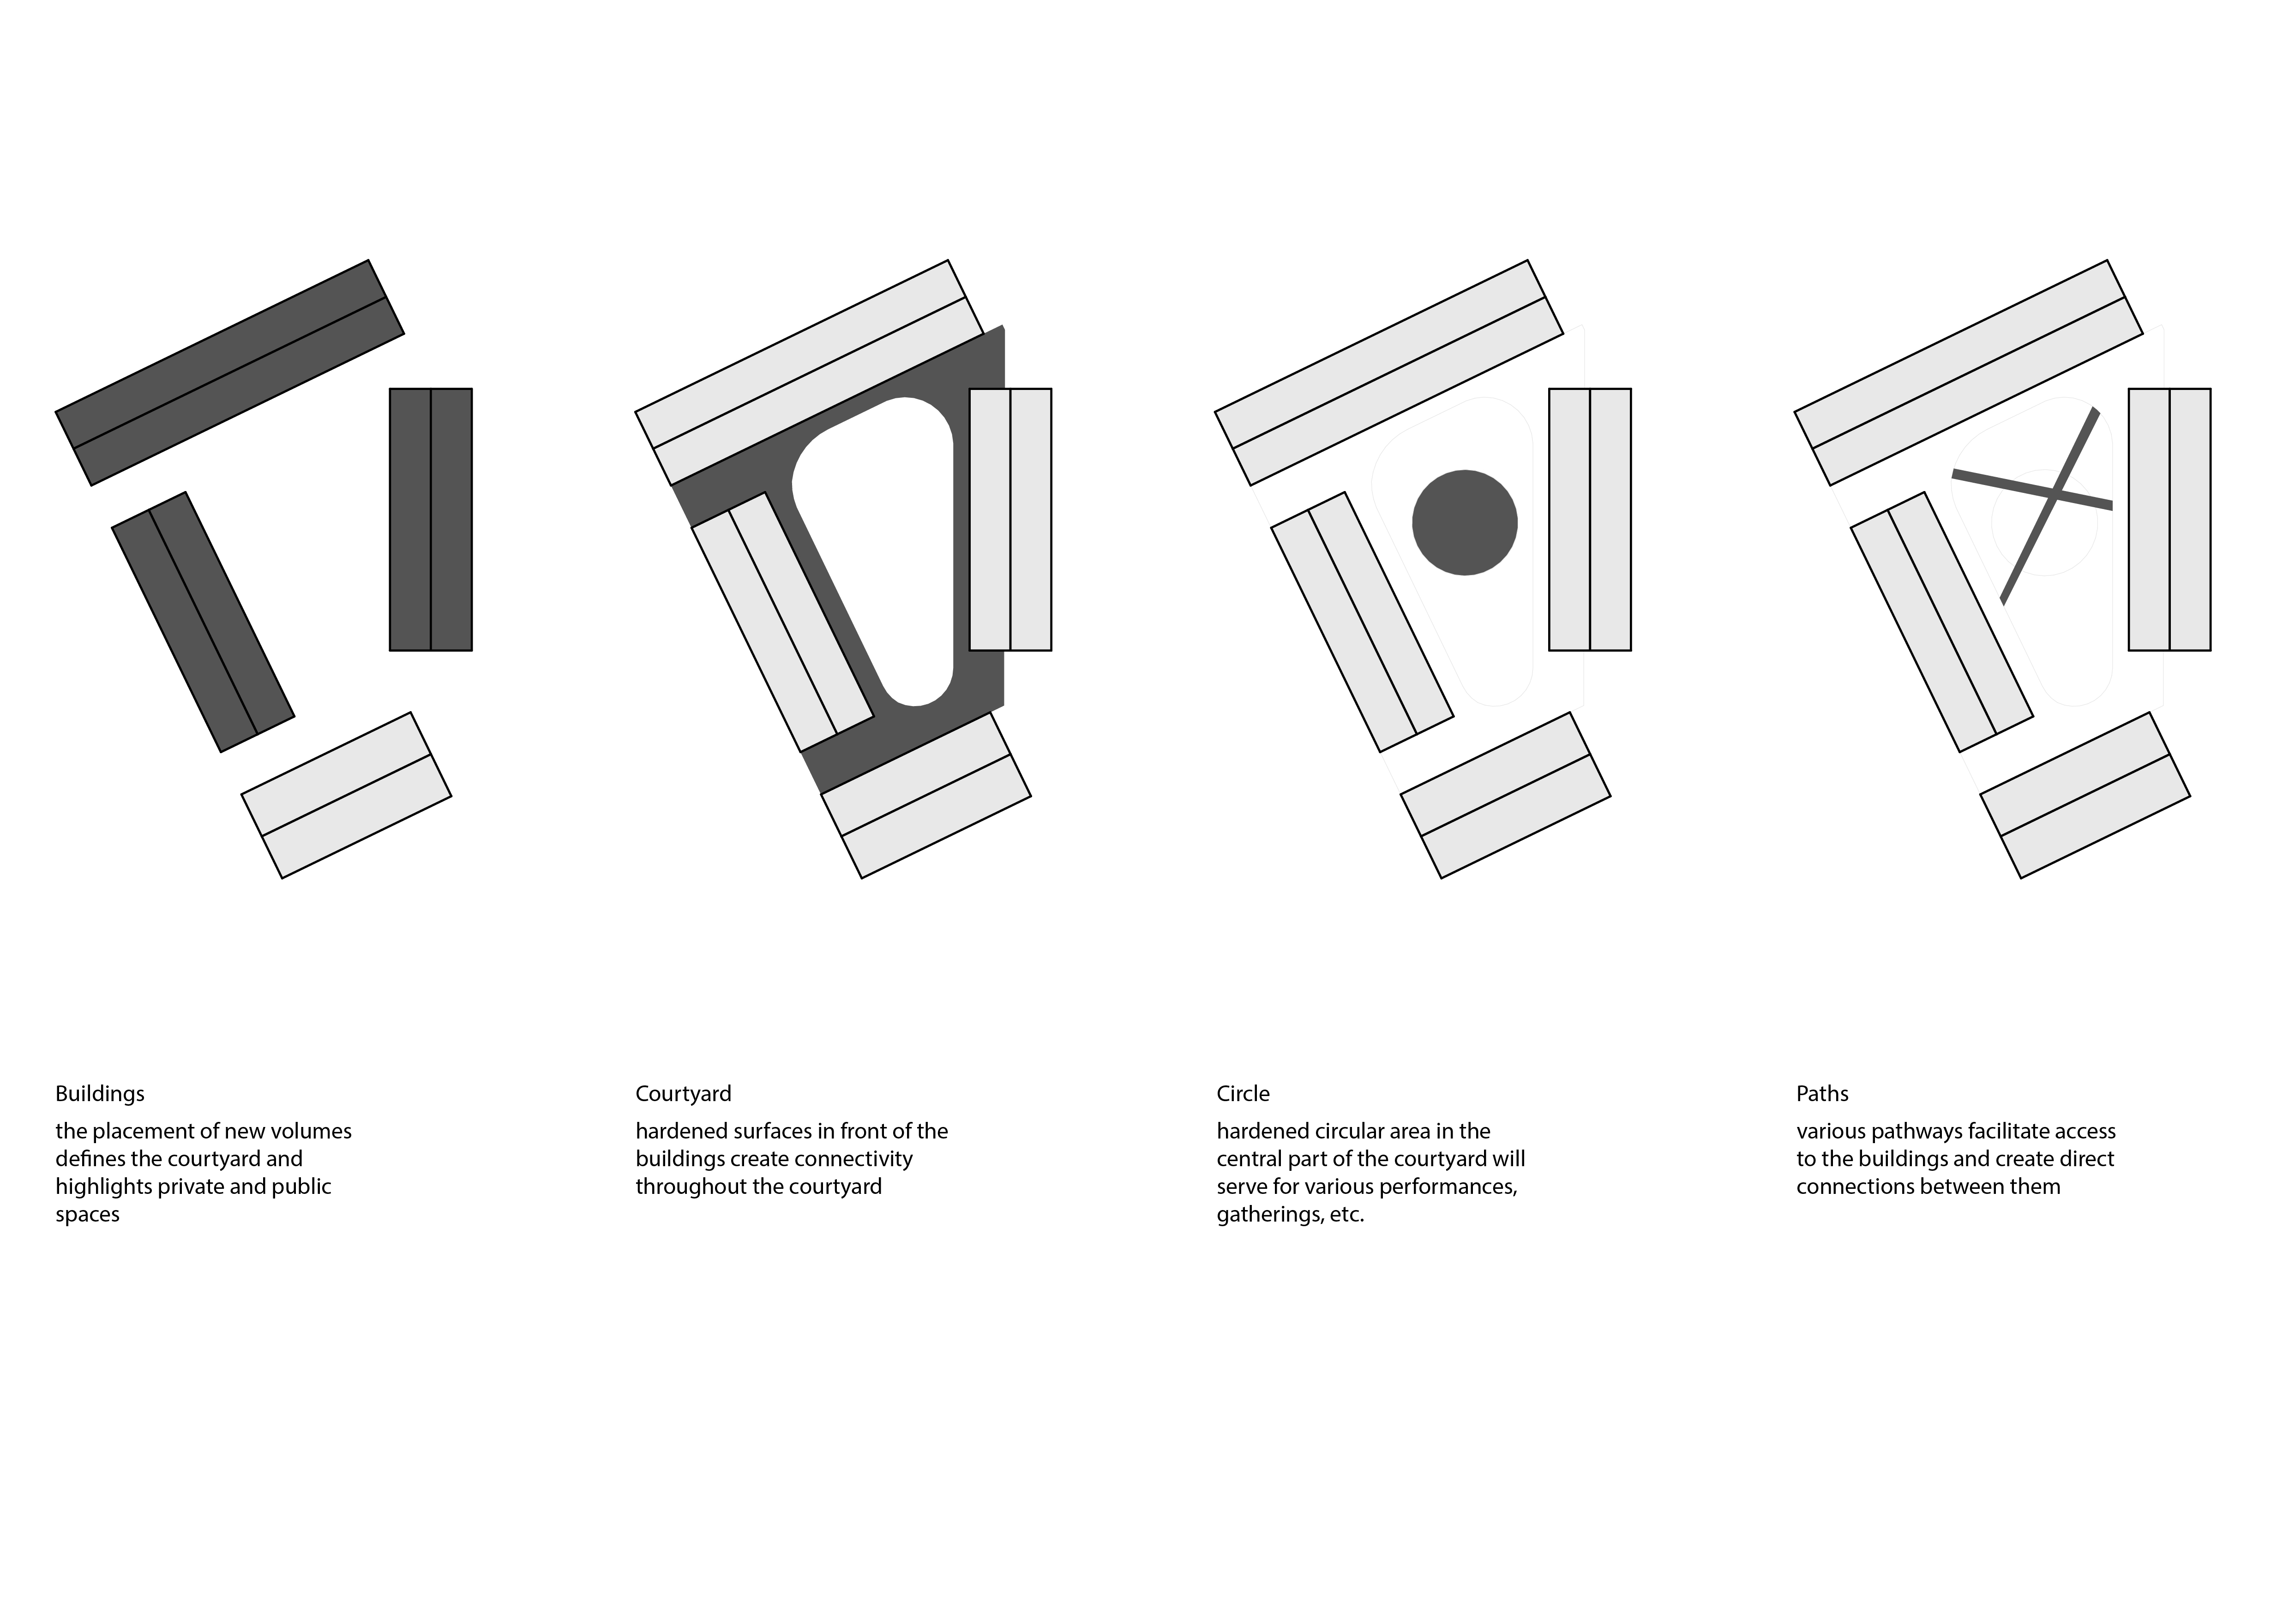 Buildings
the placement of new volumes
defines the courtyard and
highlights private and public
spaces
Courtyard
hardened surfaces in front of the
buildings create connectivity
throughout the courtyard
Circle
hardened circular area in the
central part of the courtyard will
serve for various performances,
gatherings, etc.
Paths
various pathways facilitate access
to the buildings and create direct
connections between them